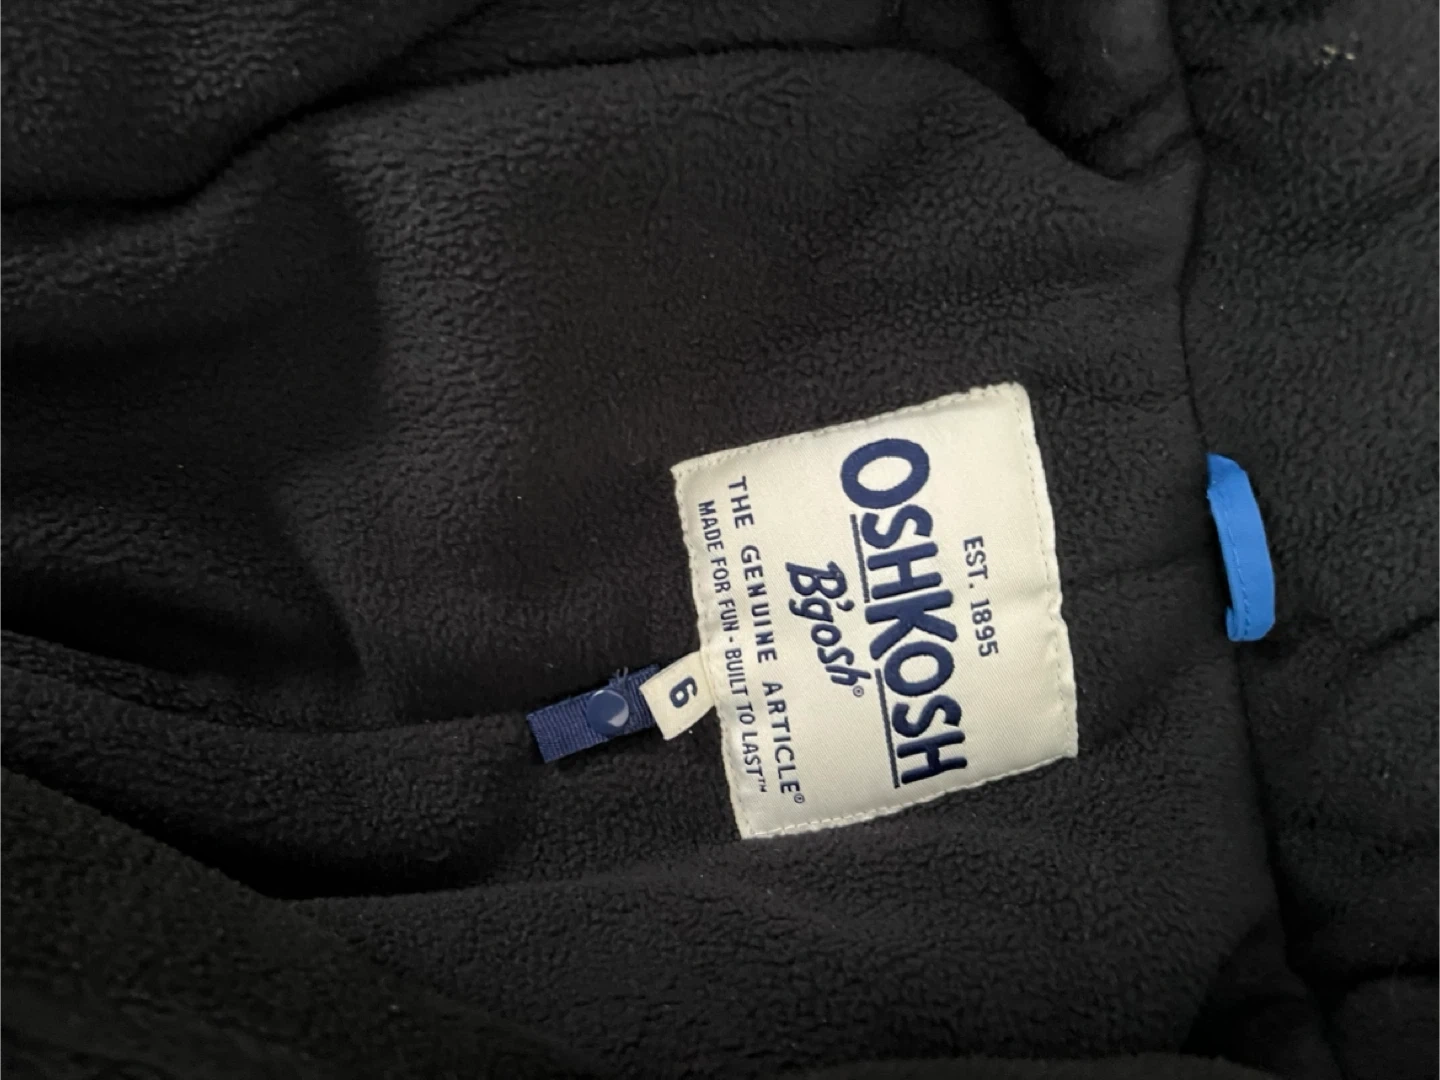 EST. 1895
OSHKOSH
B'gosh®
THE GENUINE ARTICLE®
MADE FOR FUN - BUILT TO LAST™
6